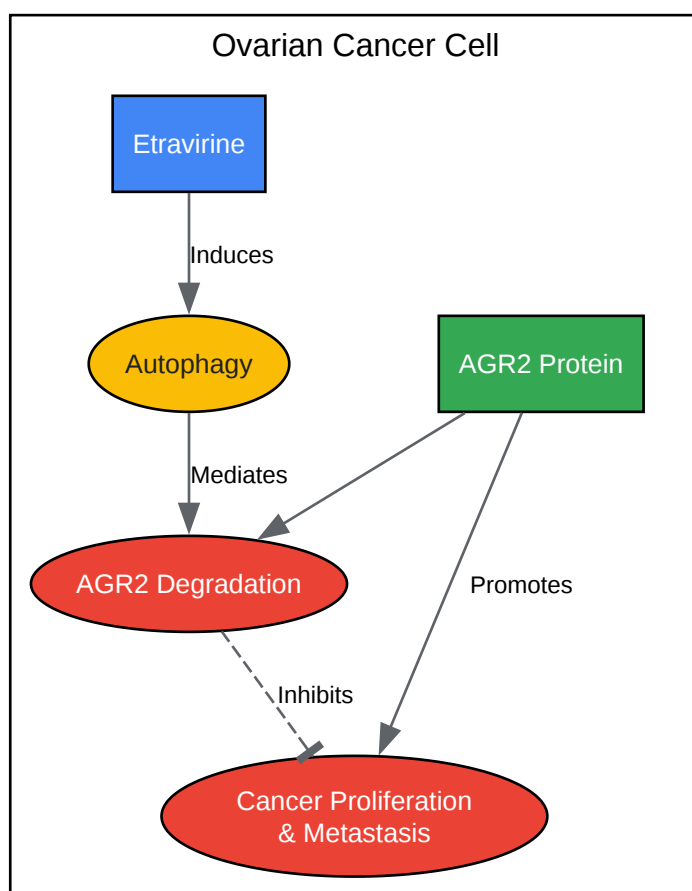 Ovarian Cancer Cell
Etravirine
Induces
Autophagy
AGR2 Protein
Mediates
AGR2 Degradation
Promotes
Inhibits
Cancer Proliferation
& Metastasis